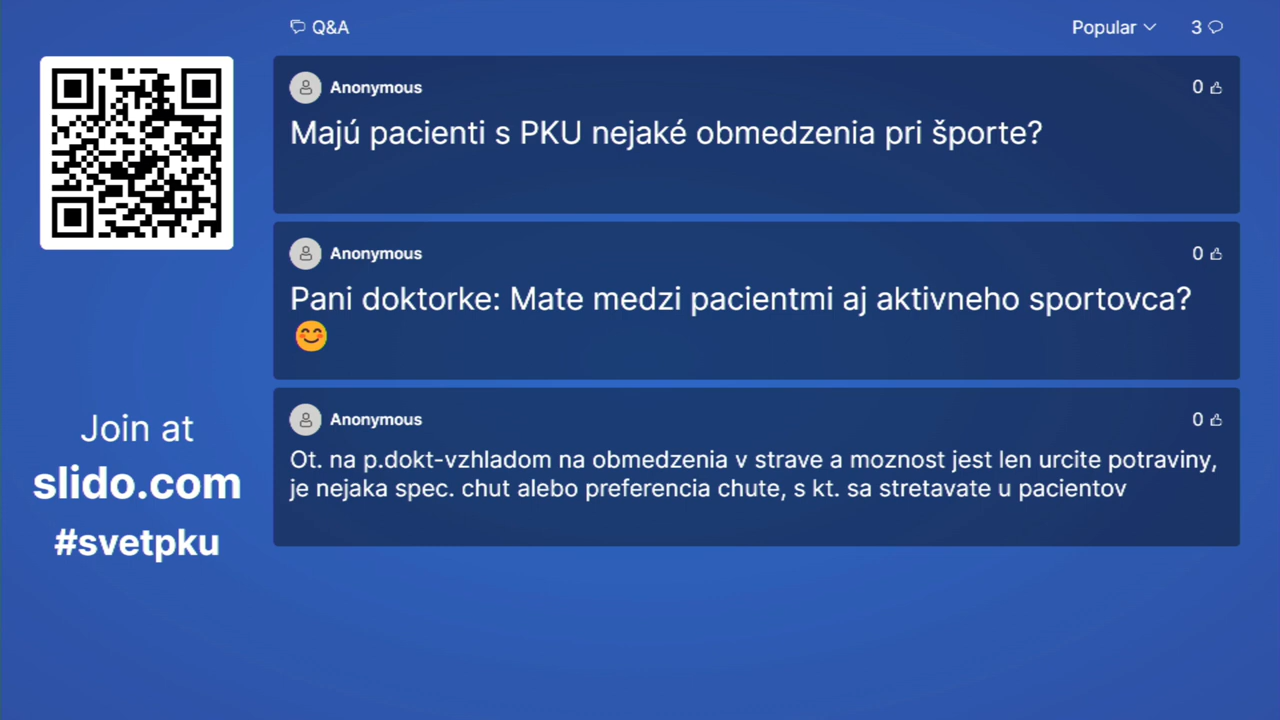 Q&A
Popular
3
Anonymous
0
Majú pacienti s PKU nejaké obmedzenia pri športe?
Anonymous
0
Pani doktorke: Mate medzi pacientmi aj aktivneho sportovca?
😊
Anonymous
0
Ot. na p.dokt-vzhladom na obmedzenia v strave a moznost jest len urcite potraviny,
je nejaka spec. chut alebo preferencia chute, s kt. sa stretavate u pacientov
Join at
slido.com
#svetpku